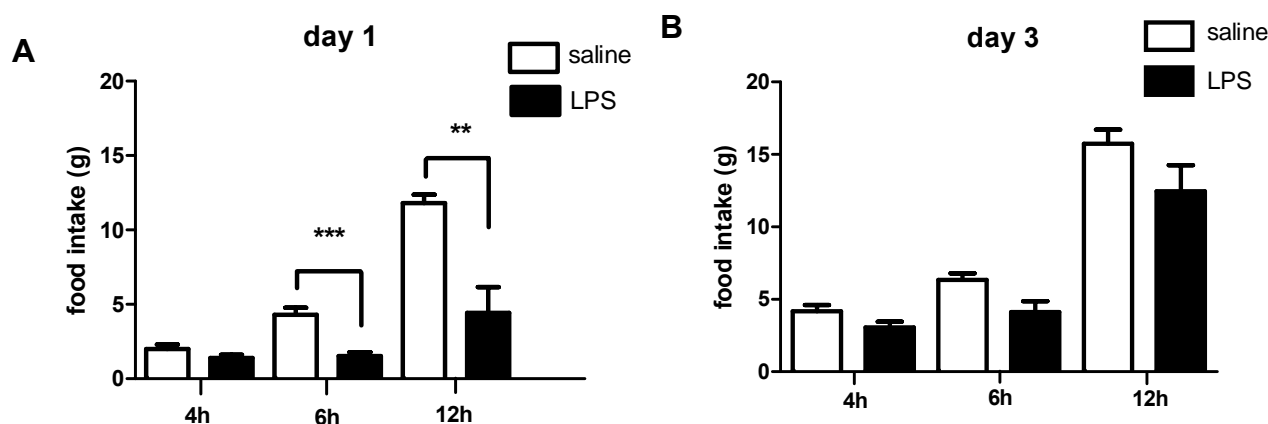 A
day 1
saline
LPS
food intake (g)
20
15
10
5
0
***
**
4h
6h
12h
B
day 3
saline
LPS
food intake (g)
20
15
10
5
0
4h
6h
12h